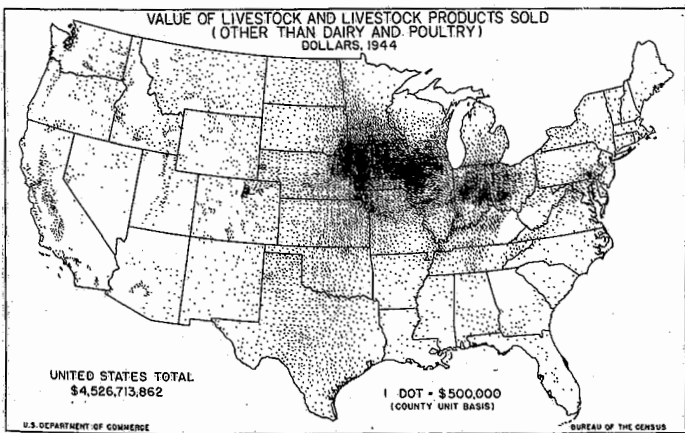 VALUE OF LIVESTOCK AND LIVESTOCK PRODUCTS SOLD
(OTHER THAN DAIRY AND POULTRY)
DOLLARS, 1944
UNITED STATES TOTAL
$4,526,713,862
1 DOT - $500,000
(COUNTY UNIT BASIS)
U.S. DEPARTMENT OF COMMERCE
BUREAU OF THE CENSUS